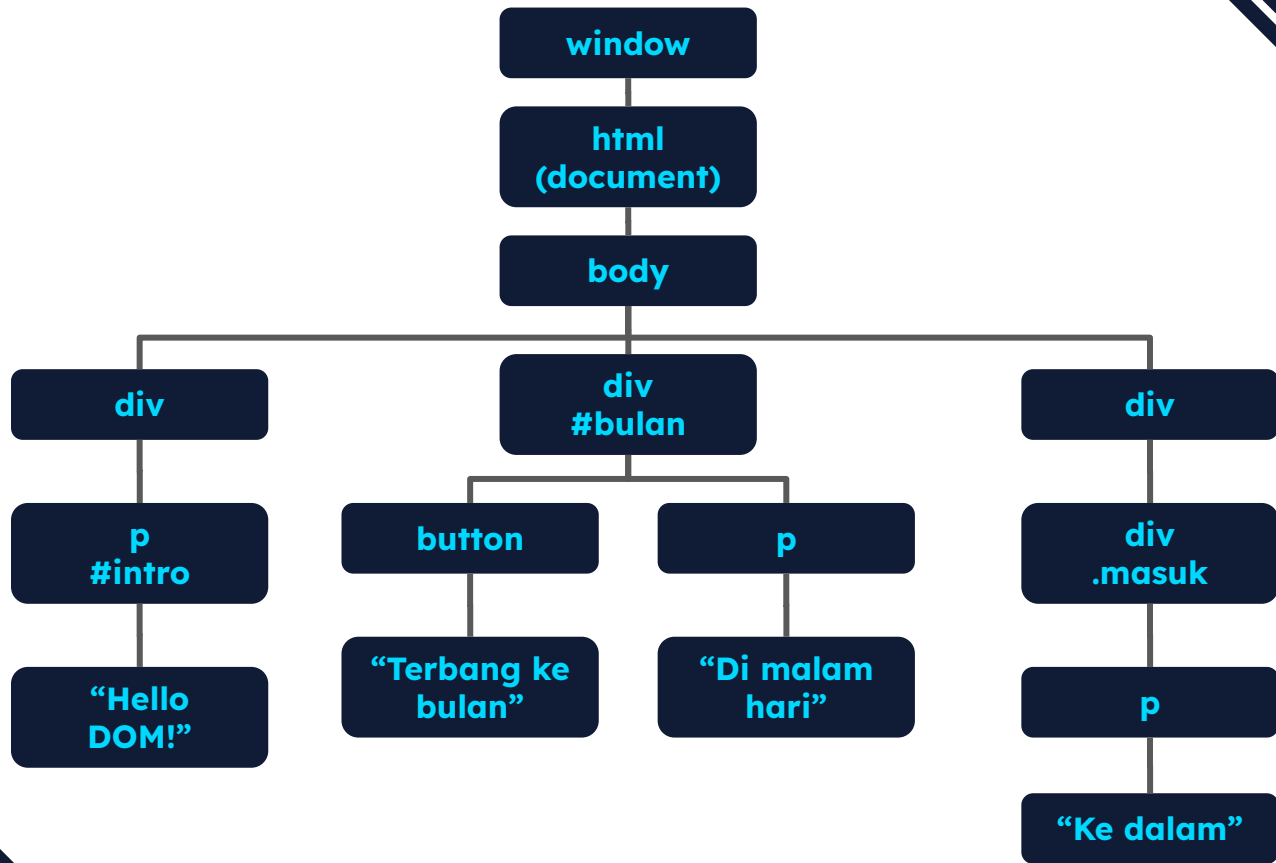 window
html
(document)
body
div
div
#bulan
div
p
#intro
button
p
div
.masuk
“Hello
DOM!”
“Terbang ke
bulan”
“Di malam
hari”
p
“Ke dalam”